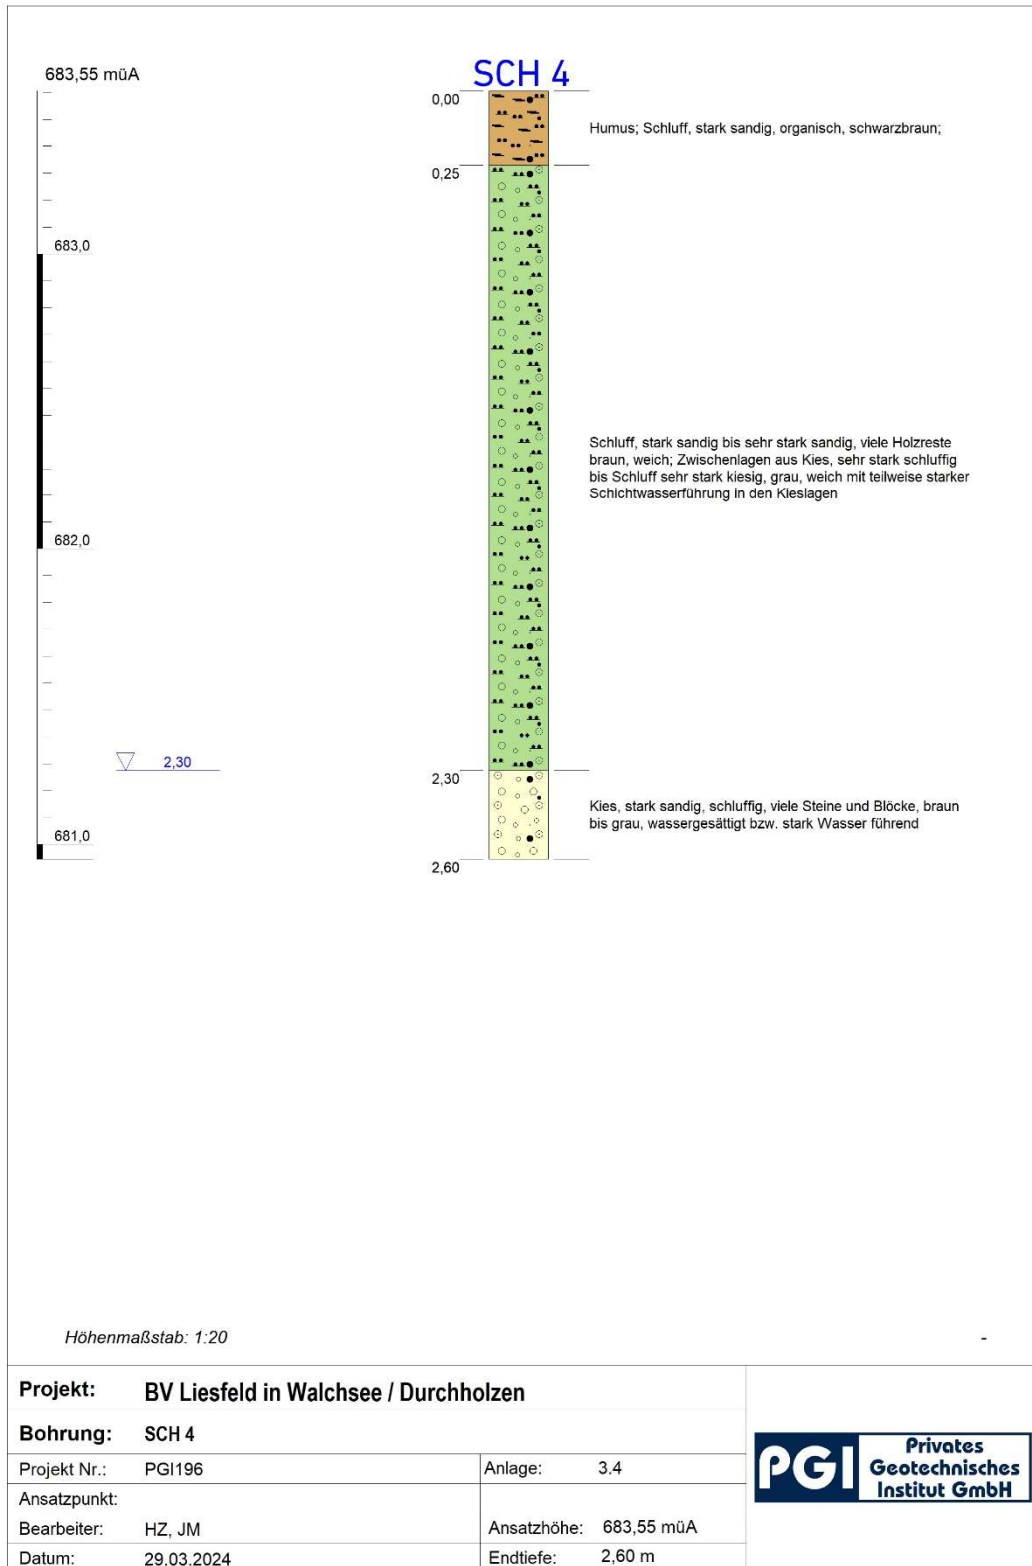 683,55 müA
SCH 4
0,00
Humus; Schluff, stark sandig, organisch, schwarzbraun;
0,25
683,0
Schluff, stark sandig bis sehr stark sandig, viele Holzreste
braun, weich; Zwischenlagen aus Kies, sehr stark schluffig
bis Schluff sehr stark kiesig, grau, weich mit teilweise starker
Schichtwasserführung in den Kieslagen
682,0
2,30
2,30
Kies, stark sandig, schluffig, viele Steine und Blöcke, braun
bis grau, wassergesättigt bzw. stark Wasser führend
681,0
2,60
Höhenmaßstab: 1:20
-
Projekt: BV Liesfeld in Walchsee / Durchholzen
Bohrung: SCH 4
Projekt Nr.: PGI196 Anlage: 3.4
Ansatzpunkt:
Bearbeiter: HZ, JM Ansatzhöhe: 683,55 müA
Datum: 29.03.2024 Endtiefe: 2,60 m
PGI
Privates
Geotechnisches
Institut GmbH